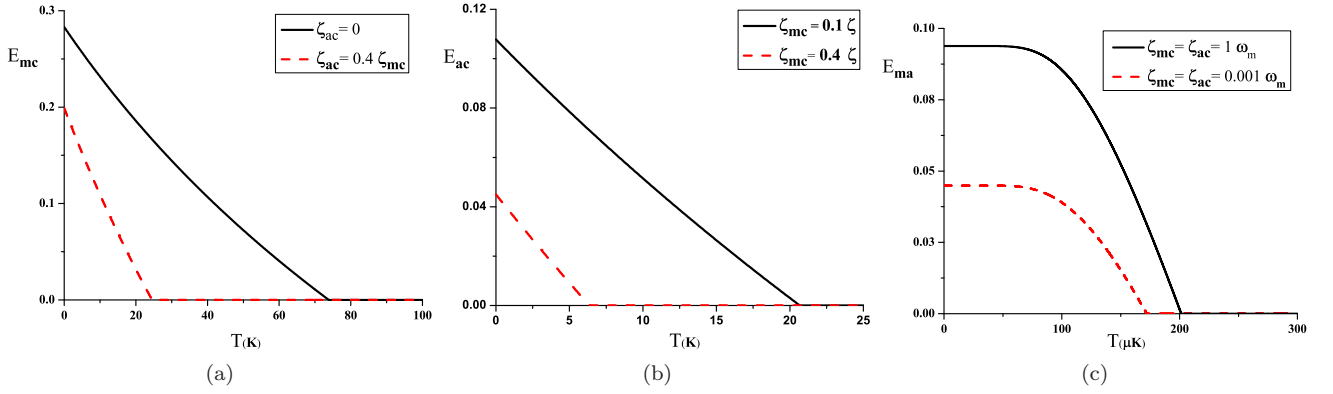 E_mc
ζ_ac = 0
ζ_ac = 0.4 ζ_mc
0.3
0.2
0.1
0.0
0 20 40 60 80 100
T(K)
(a)
E_ac
ζ_mc = 0.1 ζ
ζ_mc = 0.4 ζ
0.12
0.08
0.04
0.00
0 5 10 15 20 25
T(K)
(b)
E_ma
ζ_mc = ζ_ac = 1 ω_m
ζ_mc = ζ_ac = 0.001 ω_m
0.10
0.08
0.05
0.03
0.0
0 100 200 300
T(μK)
(c)